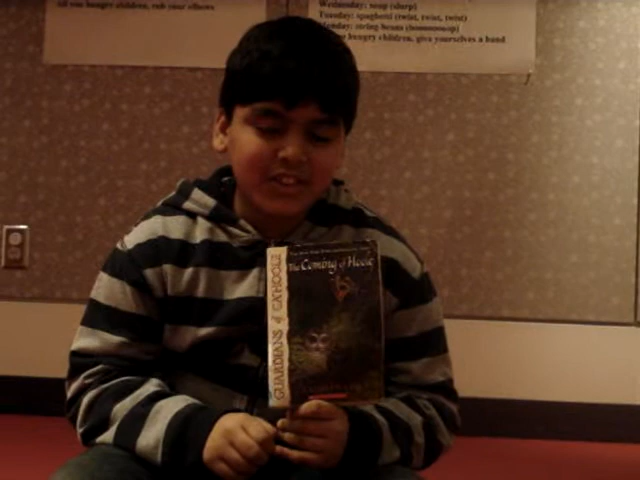 all you hungry children, rub your elbows
Wednesday: soup (slurp)
Tuesday: spaghetti (twist, twist, twist)
Monday: string beans
hungry children, give yourselves a hand
The Coming of Hoole
GUARDIANS of GA'HOOLE